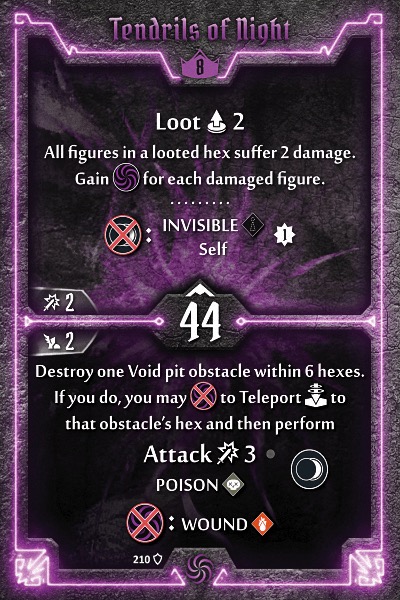 Tendrils of Night
8
Loot 2
All figures in a looted hex suffer 2 damage.
Gain for each damaged figure.
: INVISIBLE 1
Self
2
44
2
Destroy one Void pit obstacle within 6 hexes.
If you do, you may to Teleport to
that obstacle's hex and then perform
Attack 3
POISON
: WOUND
210